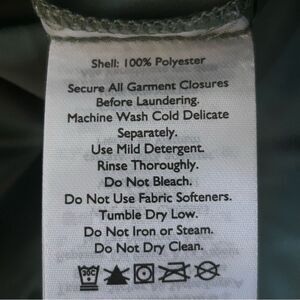 Shell: 100% Polyester
Secure All Garment Closures
Before Laundering.
Machine Wash Cold Delicate
Separately.
Use Mild Detergent.
Rinse Thoroughly.
Do Not Bleach.
Do Not Use Fabric Softeners.
Tumble Dry Low.
Do Not Iron or Steam.
Do Not Dry Clean.
30C